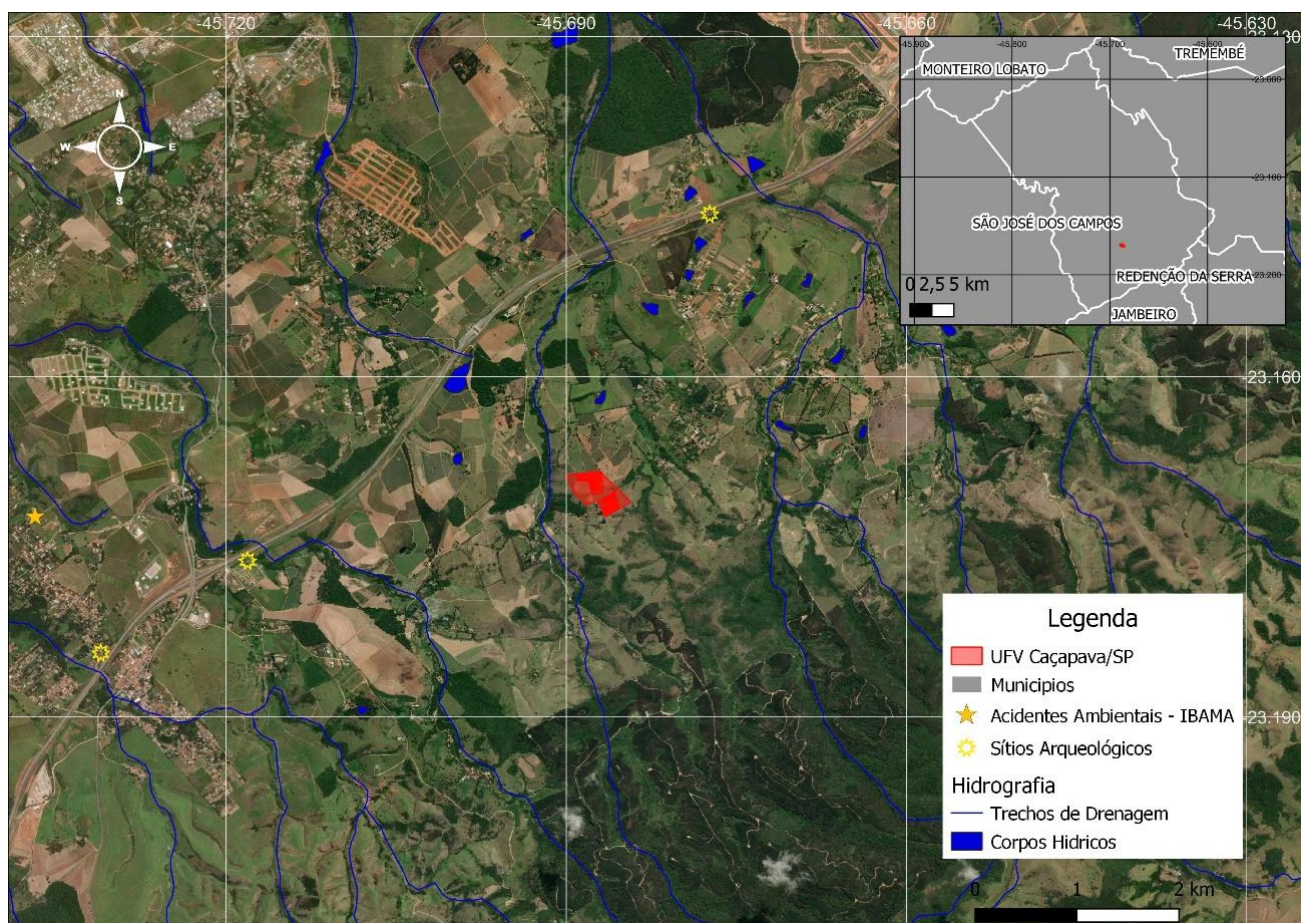 -45.720
-45.690
-45.660
-45.630
-23.130
N
W
E
S
-45.900
-45.800
-45.700
-45.600
MONTEIRO LOBATO
TREMEMBÉ
-23.000
-23.100
SÃO JOSÉ DOS CAMPOS
REDENÇÃO DA SERRA
-23.200
0 2,5 5 km
JAMBEIRO
-23.160
Legenda
UFV Caçapava/SP
Municipios
Acidentes Ambientais - IBAMA
-23.190
Sítios Arqueológicos
Hidrografia
Trechos de Drenagem
Corpos Hídricos
0 1 2 km